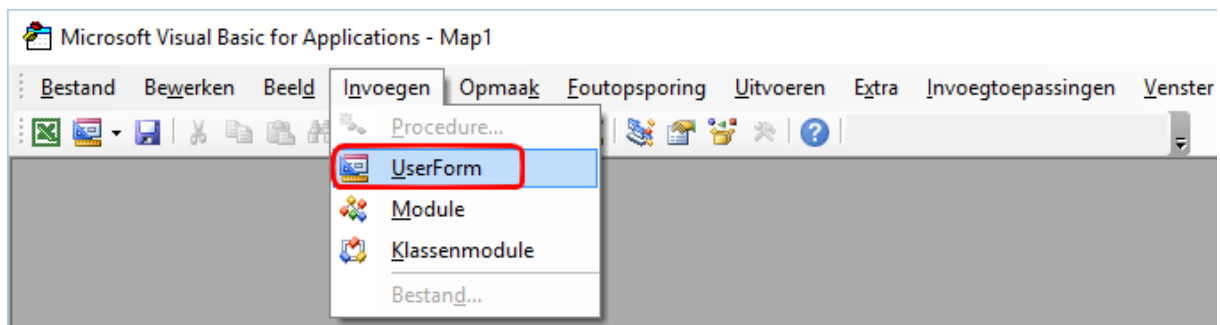 Microsoft Visual Basic for Applications - Map1
Bestand Bewerken Beeld Invoegen Opmaak Foutopsporing Uitvoeren Extra Invoegtoepassingen Venster
Procedure...
UserForm
Module
Klassenmodule
Bestand...